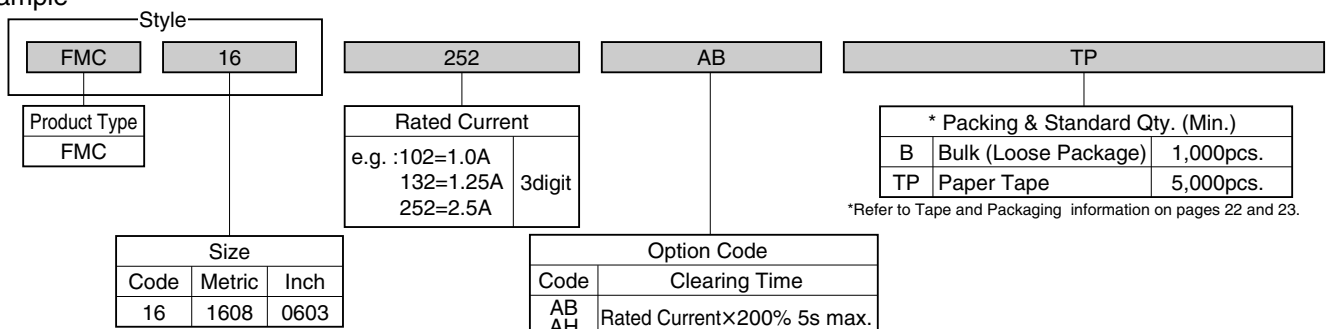 Style
FMC 16 252 AB TP
Product Type
FMC
Rated Current
e.g. :102=1.0A
132=1.25A
252=2.5A
3digit
* Packing & Standard Qty. (Min.)
B Bulk (Loose Package) 1,000pcs.
TP Paper Tape 5,000pcs.
*Refer to Tape and Packaging information on pages 22 and 23.
Size
Code Metric Inch
16 1608 0603
Option Code
Code Clearing Time
AB
AH
Rated Current×200% 5s max.